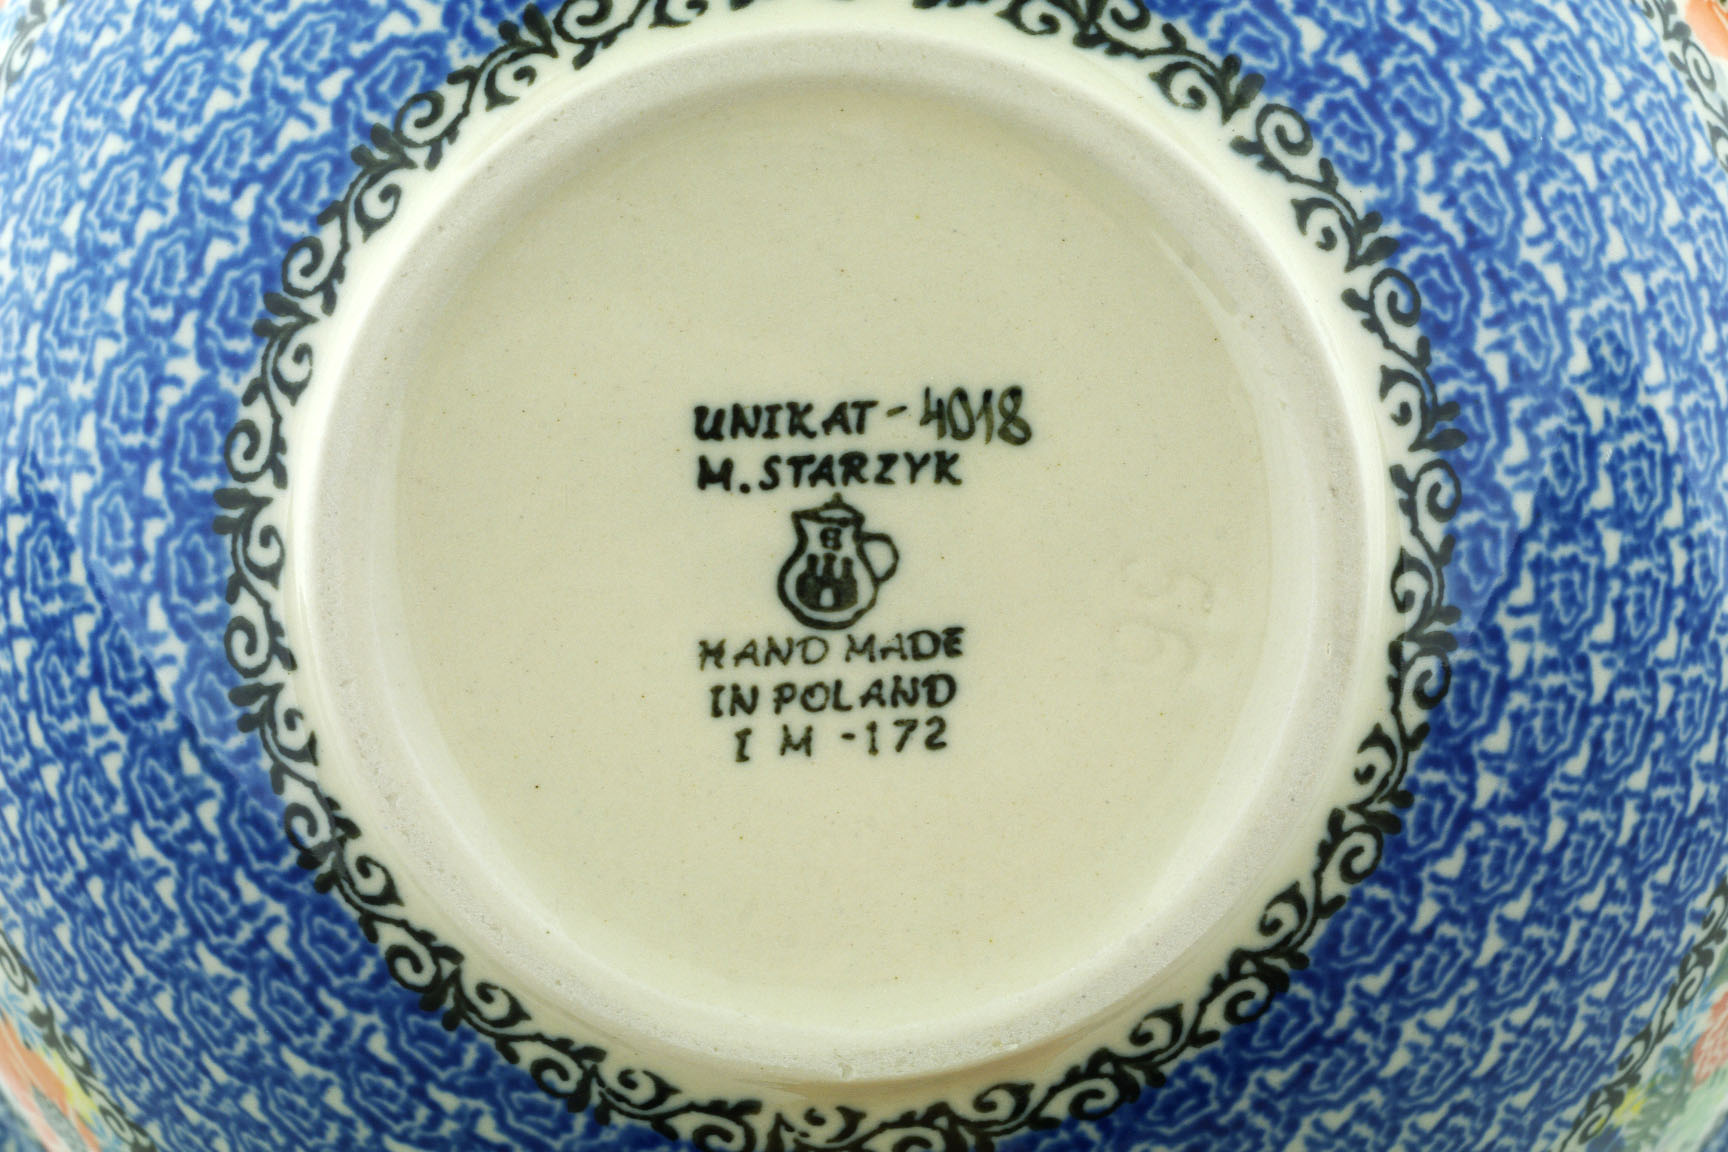 UNIKAT - 4018
M. STARZYK
B
HAND MADE
IN POLAND
I M -172